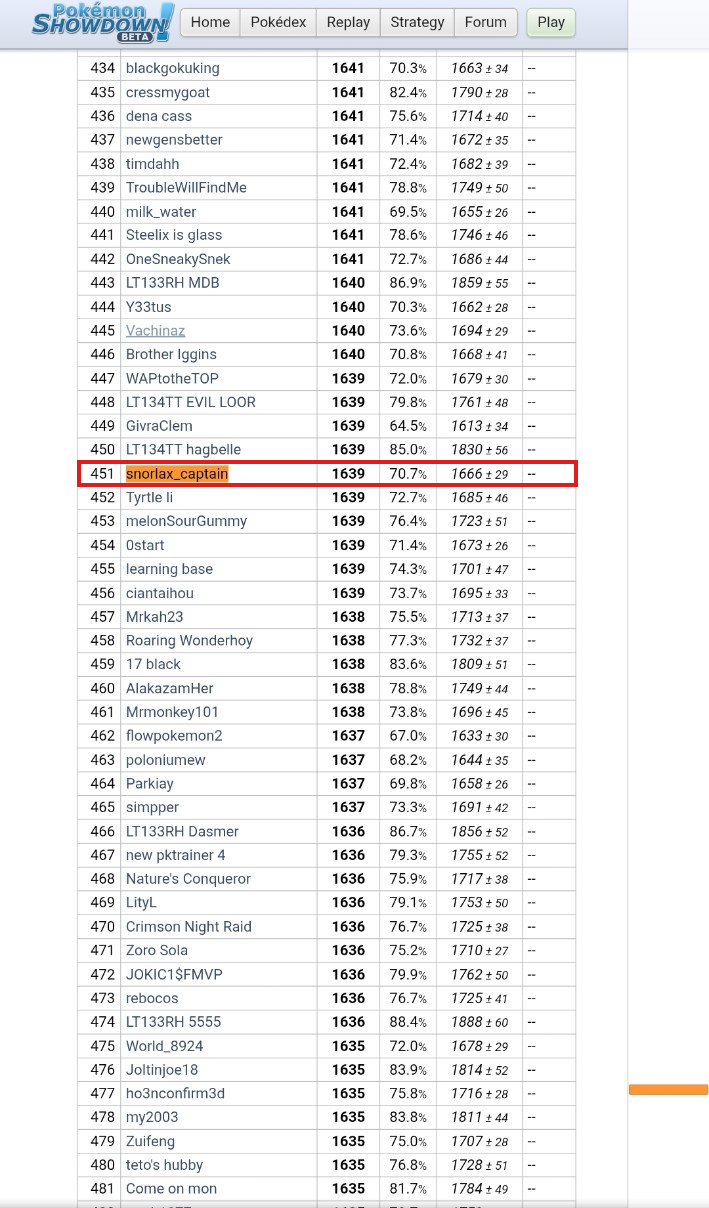 Pokémon
SHOWDOWN!
BETA
Home Pokédex Replay Strategy Forum Play
434 blackgokuking 1641 70.3% 1663 ± 34 --
435 cressmygoat 1641 82.4% 1790 ± 28 --
436 dena cass 1641 75.6% 1714 ± 40 --
437 newgensbetter 1641 71.4% 1672 ± 35 --
438 timdahh 1641 72.4% 1682 ± 39 --
439 TroubleWillFindMe 1641 78.8% 1749 ± 50 --
440 milk_water 1641 69.5% 1655 ± 26 --
441 Steelix is glass 1641 78.6% 1746 ± 46 --
442 OneSneakySnek 1641 72.7% 1686 ± 44 --
443 LT133RH MDB 1640 86.9% 1859 ± 55 --
444 Y33tus 1640 70.3% 1662 ± 28 --
445 Vachinaz 1640 73.6% 1694 ± 29 --
446 Brother Iggins 1640 70.8% 1668 ± 41 --
447 WAPtotheTOP 1639 72.0% 1679 ± 30 --
448 LT134TT EVIL LOOR 1639 79.8% 1761 ± 48 --
449 GivraClem 1639 64.5% 1613 ± 34 --
450 LT134TT hagbelle 1639 85.0% 1830 ± 56 --
451 snorlax_captain 1639 70.7% 1666 ± 29 --
452 Tyrtle li 1639 72.7% 1685 ± 46 --
453 melonSourGummy 1639 76.4% 1723 ± 51 --
454 0start 1639 71.4% 1673 ± 26 --
455 learning base 1639 74.3% 1701 ± 47 --
456 ciantaihou 1639 73.7% 1695 ± 33 --
457 Mrkah23 1638 75.5% 1713 ± 37 --
458 Roaring Wonderhoy 1638 77.3% 1732 ± 37 --
459 17 black 1638 83.6% 1809 ± 51 --
460 AlakazamHer 1638 78.8% 1749 ± 44 --
461 Mrmonkey101 1638 73.8% 1696 ± 45 --
462 flowpokemon2 1637 67.0% 1633 ± 30 --
463 poloniumew 1637 68.2% 1644 ± 35 --
464 Parkiay 1637 69.8% 1658 ± 26 --
465 simpper 1637 73.3% 1691 ± 42 --
466 LT133RH Dasmer 1636 86.7% 1856 ± 52 --
467 new pktrainer 4 1636 79.3% 1755 ± 52 --
468 Nature's Conqueror 1636 75.9% 1717 ± 38 --
469 LityL 1636 79.1% 1753 ± 50 --
470 Crimson Night Raid 1636 76.7% 1725 ± 38 --
471 Zoro Sola 1636 75.2% 1710 ± 27 --
472 JOKIC1$FMVP 1636 79.9% 1762 ± 50 --
473 rebocos 1636 76.7% 1725 ± 41 --
474 LT133RH 5555 1636 88.4% 1888 ± 60 --
475 World_8924 1635 72.0% 1678 ± 29 --
476 Joltinjoe18 1635 83.9% 1814 ± 52 --
477 ho3nconfirm3d 1635 75.8% 1716 ± 28 --
478 my2003 1635 83.8% 1811 ± 44 --
479 Zuifeng 1635 75.0% 1707 ± 28 --
480 teto's hubby 1635 76.8% 1728 ± 51 --
481 Come on mon 1635 81.7% 1784 ± 49 --